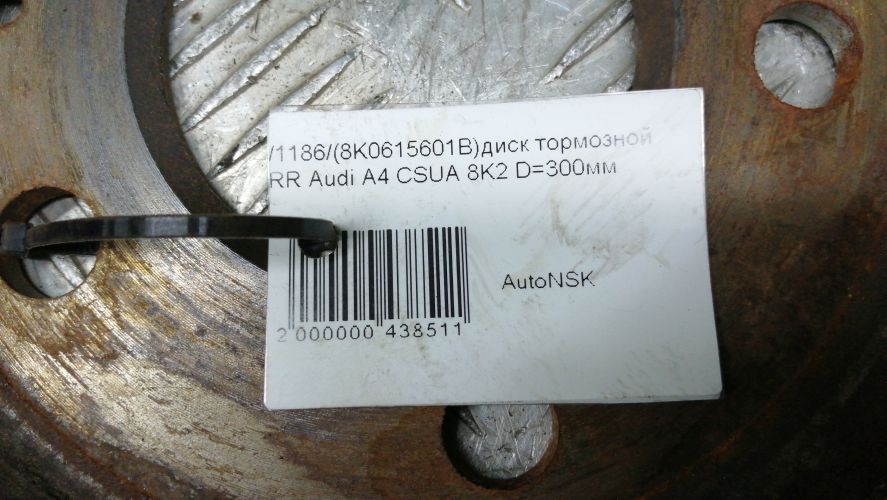 /1186/(8K0615601B)диск тормозной
RR Audi A4 CSUA 8K2 D=300мм
AutoNSK
2 000000 438511